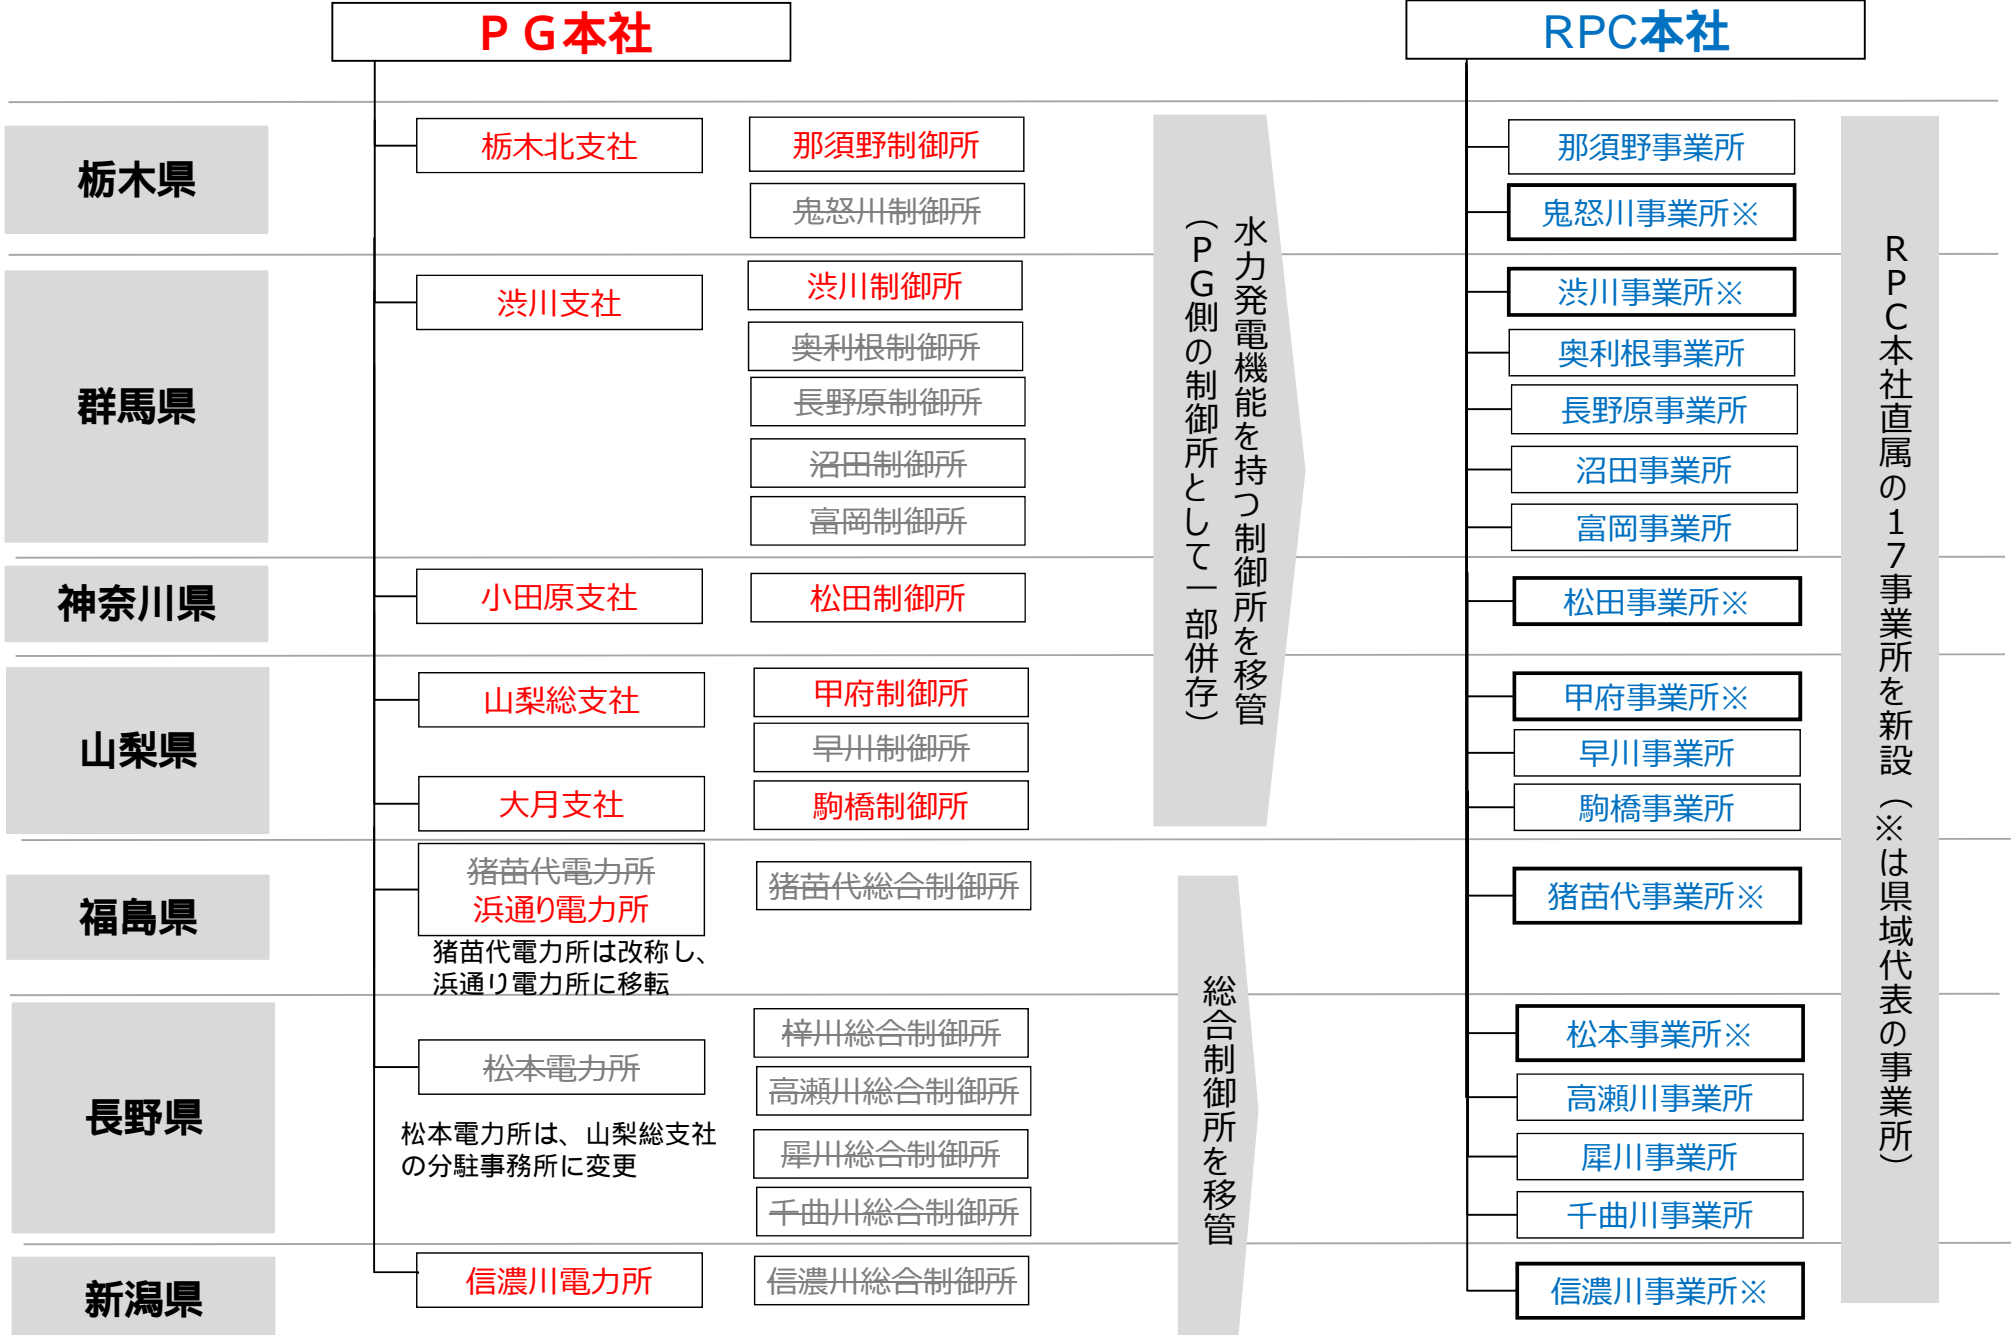 ＰＧ本社
RPC本社
栃木県
栃木北支社
那須野制御所
鬼怒川制御所
那須野事業所
鬼怒川事業所※
群馬県
渋川支社
渋川制御所
奥利根制御所
長野原制御所
沼田制御所
富岡制御所
渋川事業所※
奥利根事業所
長野原事業所
沼田事業所
富岡事業所
神奈川県
小田原支社
松田制御所
松田事業所※
山梨県
山梨総支社
甲府制御所
早川制御所
大月支社
駒橋制御所
甲府事業所※
早川事業所
駒橋事業所
水力発電機能を持つ制御所を移管
（ＰＧ側の制御所として一部併存）
福島県
猪苗代電力所
浜通り電力所
猪苗代電力所は改称し、
浜通り電力所に移転
猪苗代総合制御所
猪苗代事業所※
長野県
松本電力所
松本電力所は、山梨総支社
の分駐事務所に変更
梓川総合制御所
高瀬川総合制御所
犀川総合制御所
千曲川総合制御所
松本事業所※
高瀬川事業所
犀川事業所
千曲川事業所
新潟県
信濃川電力所
信濃川総合制御所
信濃川事業所※
総合制御所を移管
ＲＰＣ本社直属の１７事業所を新設（※は県域代表の事業所）